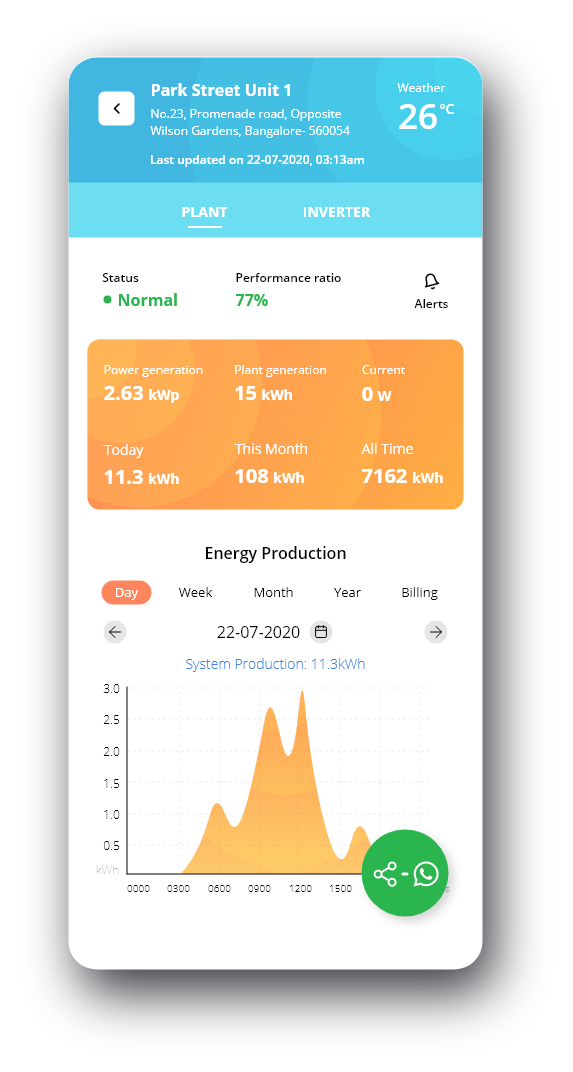 Park Street Unit 1
No.23, Promenade road, Opposite
Wilson Gardens, Bangalore- 560054
Last updated on 22-07-2020, 03:13am
Weather
26 °C
PLANT INVERTER
Status Performance ratio
Normal 77%
Alerts
Power generation Plant generation Current
2.63 kWp 15 kWh 0 W
Today This Month All Time
11.3 kWh 108 kWh 7162 kWh
Energy Production
Day Week Month Year Billing
22-07-2020
System Production: 11.3kWh
3.0
2.5
2.0
1.5
1.0
0.5
kWh
0000 0300 0600 0900 1200 1500